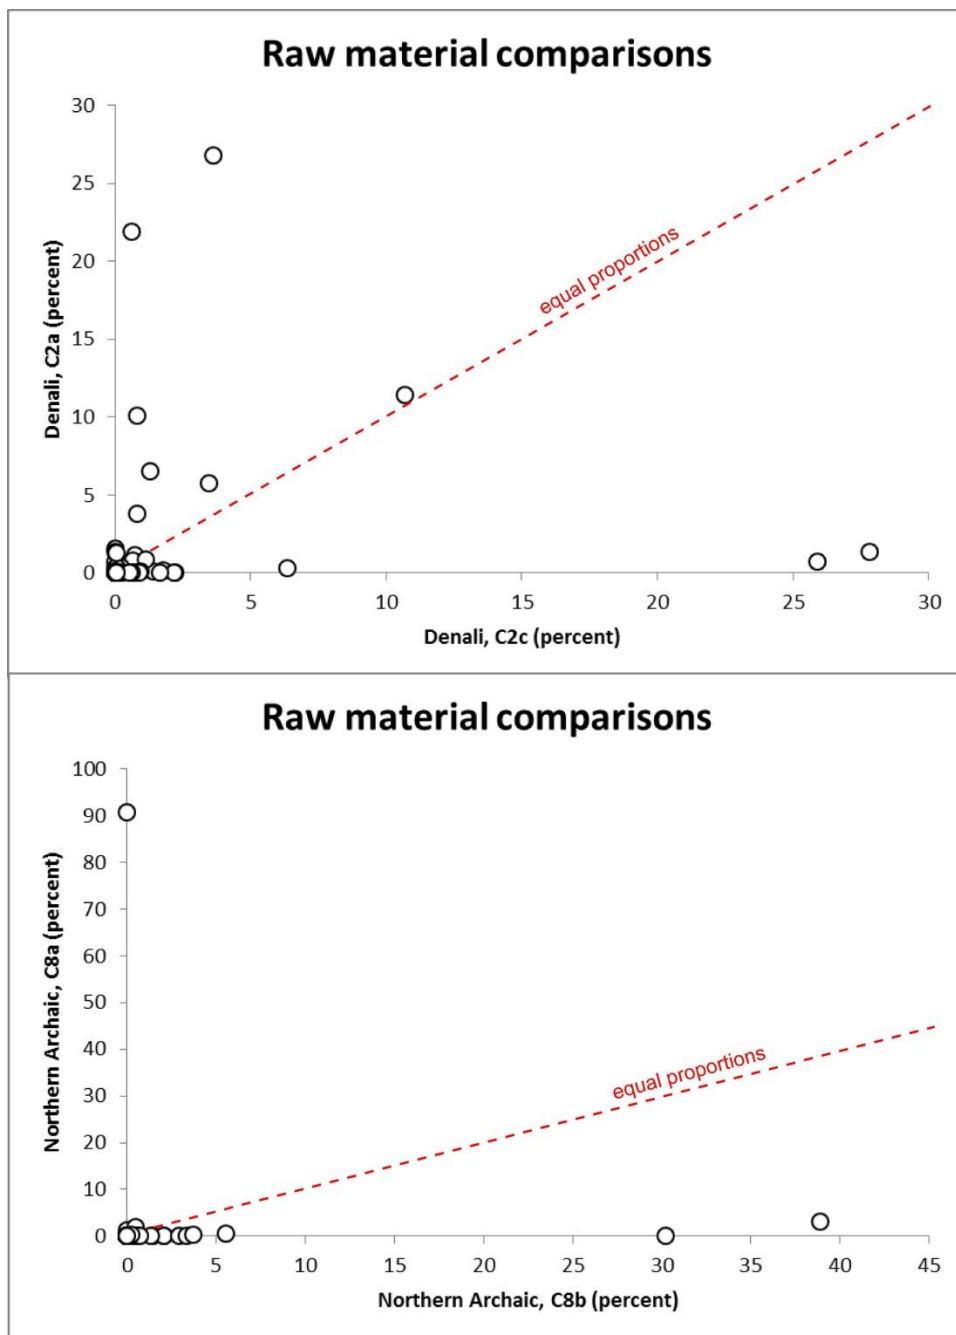 Raw material comparisons
30
25
20
15
10
5
0
Denali, C2a (percent)
equal proportions
0 5 10 15 20 25 30
Denali, C2c (percent)
Raw material comparisons
100
90
80
70
60
50
40
30
20
10
0
Northern Archaic, C8a (percent)
equal proportions
0 5 10 15 20 25 30 35 40 45
Northern Archaic, C8b (percent)